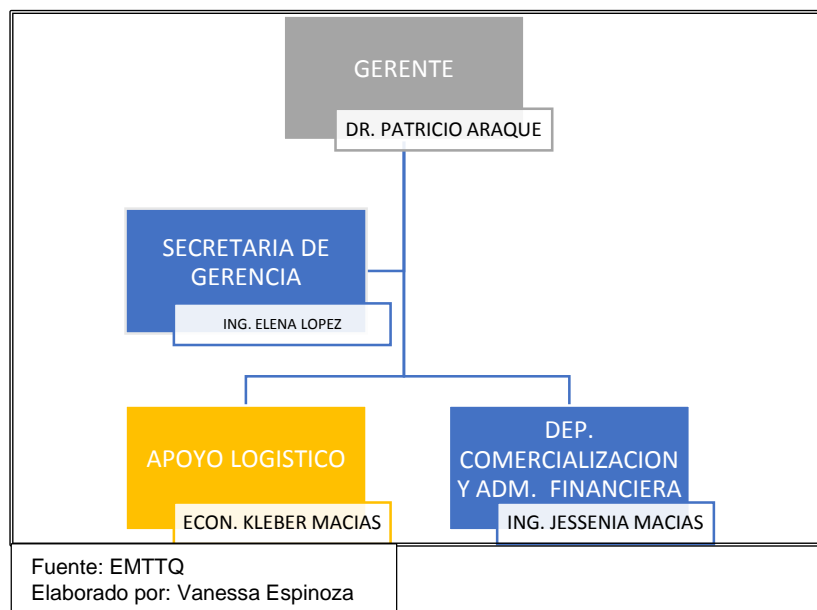 GERENTE
DR. PATRICIO ARAQUE
SECRETARIA DE
GERENCIA
ING. ELENA LOPEZ
APOYO LOGISTICO
ECON. KLEBER MACIAS
DEP.
COMERCIALIZACION
Y ADM. FINANCIERA
ING. JESSENIA MACIAS
Fuente: EMTTQ
Elaborado por: Vanessa Espinoza